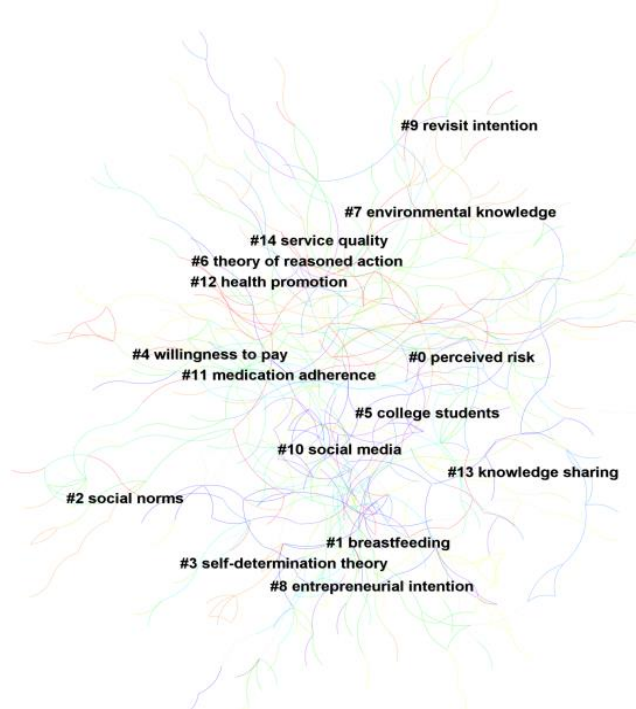 #9 revisit intention
#7 environmental knowledge
#14 service quality
#6 theory of reasoned action
#12 health promotion
#4 willingness to pay
#0 perceived risk
#11 medication adherence
#5 college students
#10 social media
#13 knowledge sharing
#2 social norms
#1 breastfeeding
#3 self-determination theory
#8 entrepreneurial intention